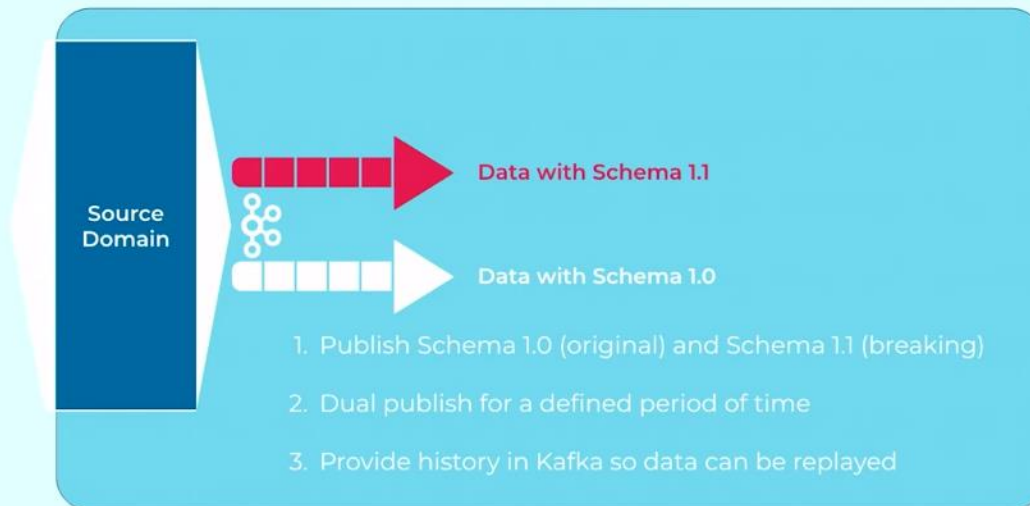 Source
Domain
Data with Schema 1.1
Data with Schema 1.0
1. Publish Schema 1.0 (original) and Schema 1.1 (breaking)
2. Dual publish for a defined period of time
3. Provide history in Kafka so data can be replayed